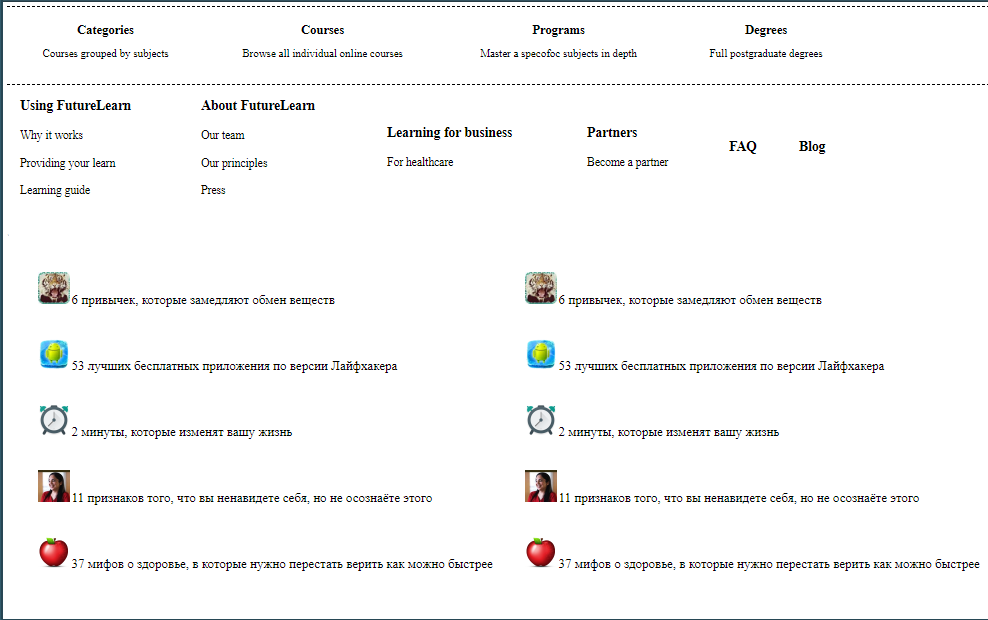 Categories Courses Programs Degrees
Courses grouped by subjects Browse all individual online courses Master a specofoc subjects in depth Full postgraduate degrees
Using FutureLearn
Why it works
Providing your learn
Learning guide
About FutureLearn
Our team
Our principles
Press
Learning for business
For healthcare
Partners
Become a partner
FAQ
Blog
6 привычек, которые замедляют обмен веществ
53 лучших бесплатных приложения по версии Лайфхакера
2 минуты, которые изменят вашу жизнь
11 признаков того, что вы ненавидете себя, но не осознаёте этого
37 мифов о здоровье, в которые нужно перестать верить как можно быстрее
6 привычек, которые замедляют обмен веществ
53 лучших бесплатных приложения по версии Лайфхакера
2 минуты, которые изменят вашу жизнь
11 признаков того, что вы ненавидете себя, но не осознаёте этого
37 мифов о здоровье, в которые нужно перестать верить как можно быстрее